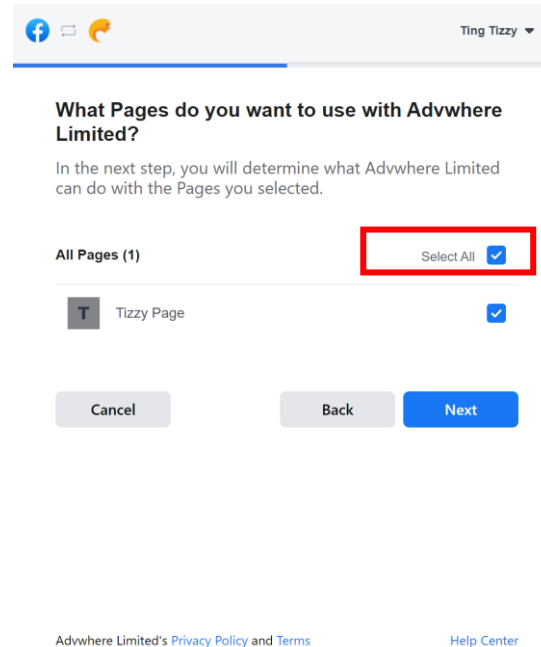 Ting Tizzy
What Pages do you want to use with Advwhere
Limited?
In the next step, you will determine what Advwhere Limited
can do with the Pages you selected.
All Pages (1)
Select All
T
Tizzy Page
Cancel
Back
Next
Advwhere Limited's Privacy Policy and Terms
Help Center